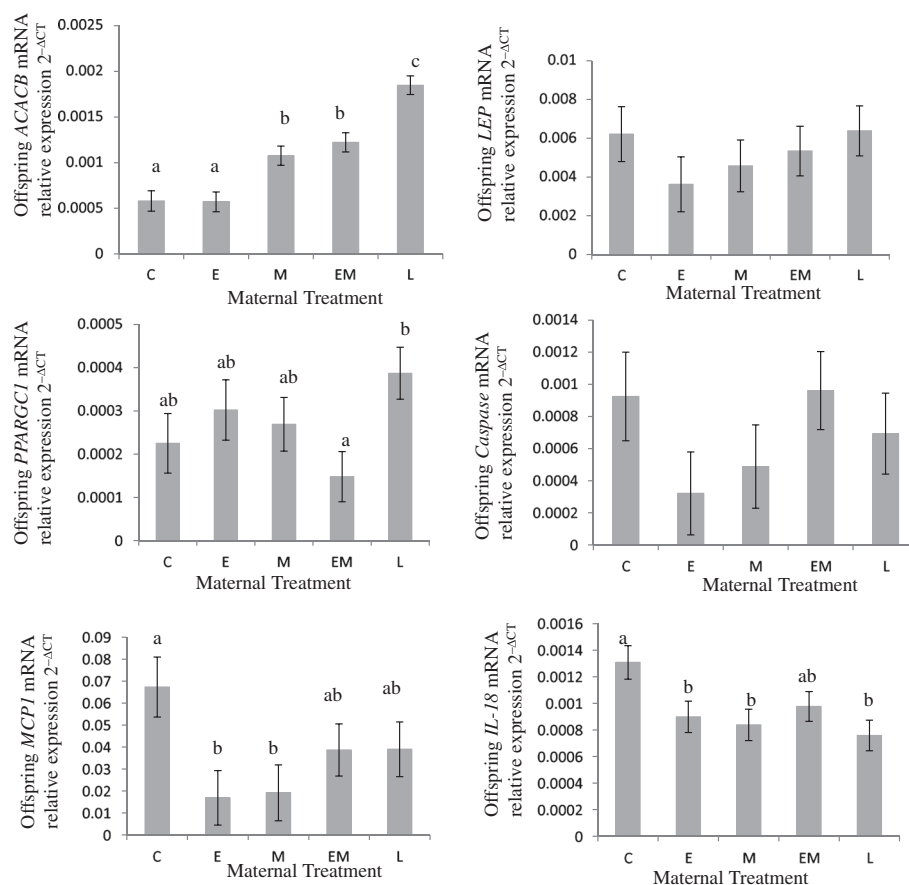 Offspring ACACB mRNA
relative expression 2−ΔCT
0.0025
0.002
0.0015
0.001
0.0005
0
a
a
b
b
c
C E M EM L
Maternal Treatment
Offspring LEP mRNA
relative expression 2−ΔCT
0.01
0.008
0.006
0.004
0.002
0
C E M EM L
Maternal Treatment
Offspring PPARGC1 mRNA
relative expression 2−ΔCT
0.0005
0.0004
0.0003
0.0002
0.0001
0
ab
ab
ab
a
b
C E M EM L
Maternal Treatment
Offspring Caspase mRNA
relative expression 2−ΔCT
0.0014
0.0012
0.001
0.0008
0.0006
0.0004
0.0002
0
C E M EM L
Maternal Treatment
Offspring MCP1 mRNA
relative expression 2−ΔCT
0.09
0.08
0.07
0.06
0.05
0.04
0.03
0.02
0.01
0
a
b
b
ab
ab
C E M EM L
Maternal Treatment
Offspring IL-18 mRNA
relative expression 2−ΔCT
0.0016
0.0014
0.0012
0.001
0.0008
0.0006
0.0004
0.0002
0
a
b
b
ab
b
C E M EM L
Maternal Treatment